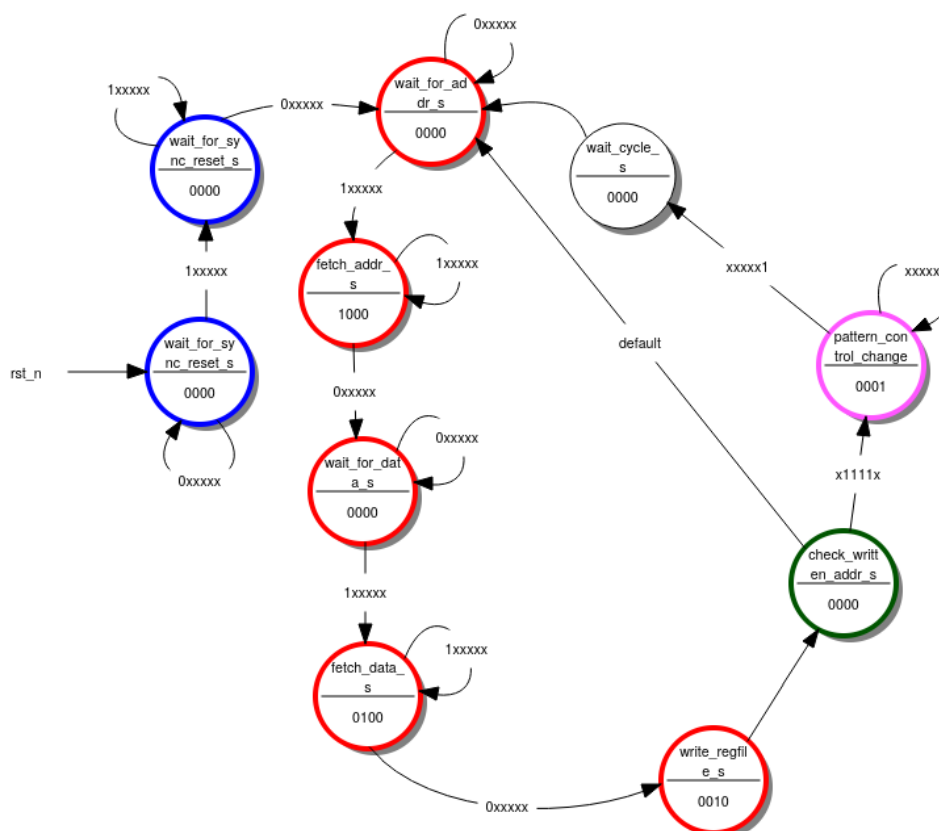 0xxxxx
1xxxxx
0xxxxx
wait_for_ad
dr_s
0000
wait_for_sy
nc_reset_s
0000
wait_cycle_
s
0000
1xxxxx
fetch_addr_
s
1000
1xxxxx
1xxxxx
xxxxx1
xxxxx
rst_n
wait_for_sy
nc_reset_s
0000
0xxxxx
default
pattern_con
trol_change
0001
0xxxxx
wait_for_dat
a_s
0000
0xxxxx
x1111x
1xxxxx
check_writt
en_addr_s
0000
fetch_data_
s
0100
1xxxxx
write_regfil
e_s
0010
0xxxxx